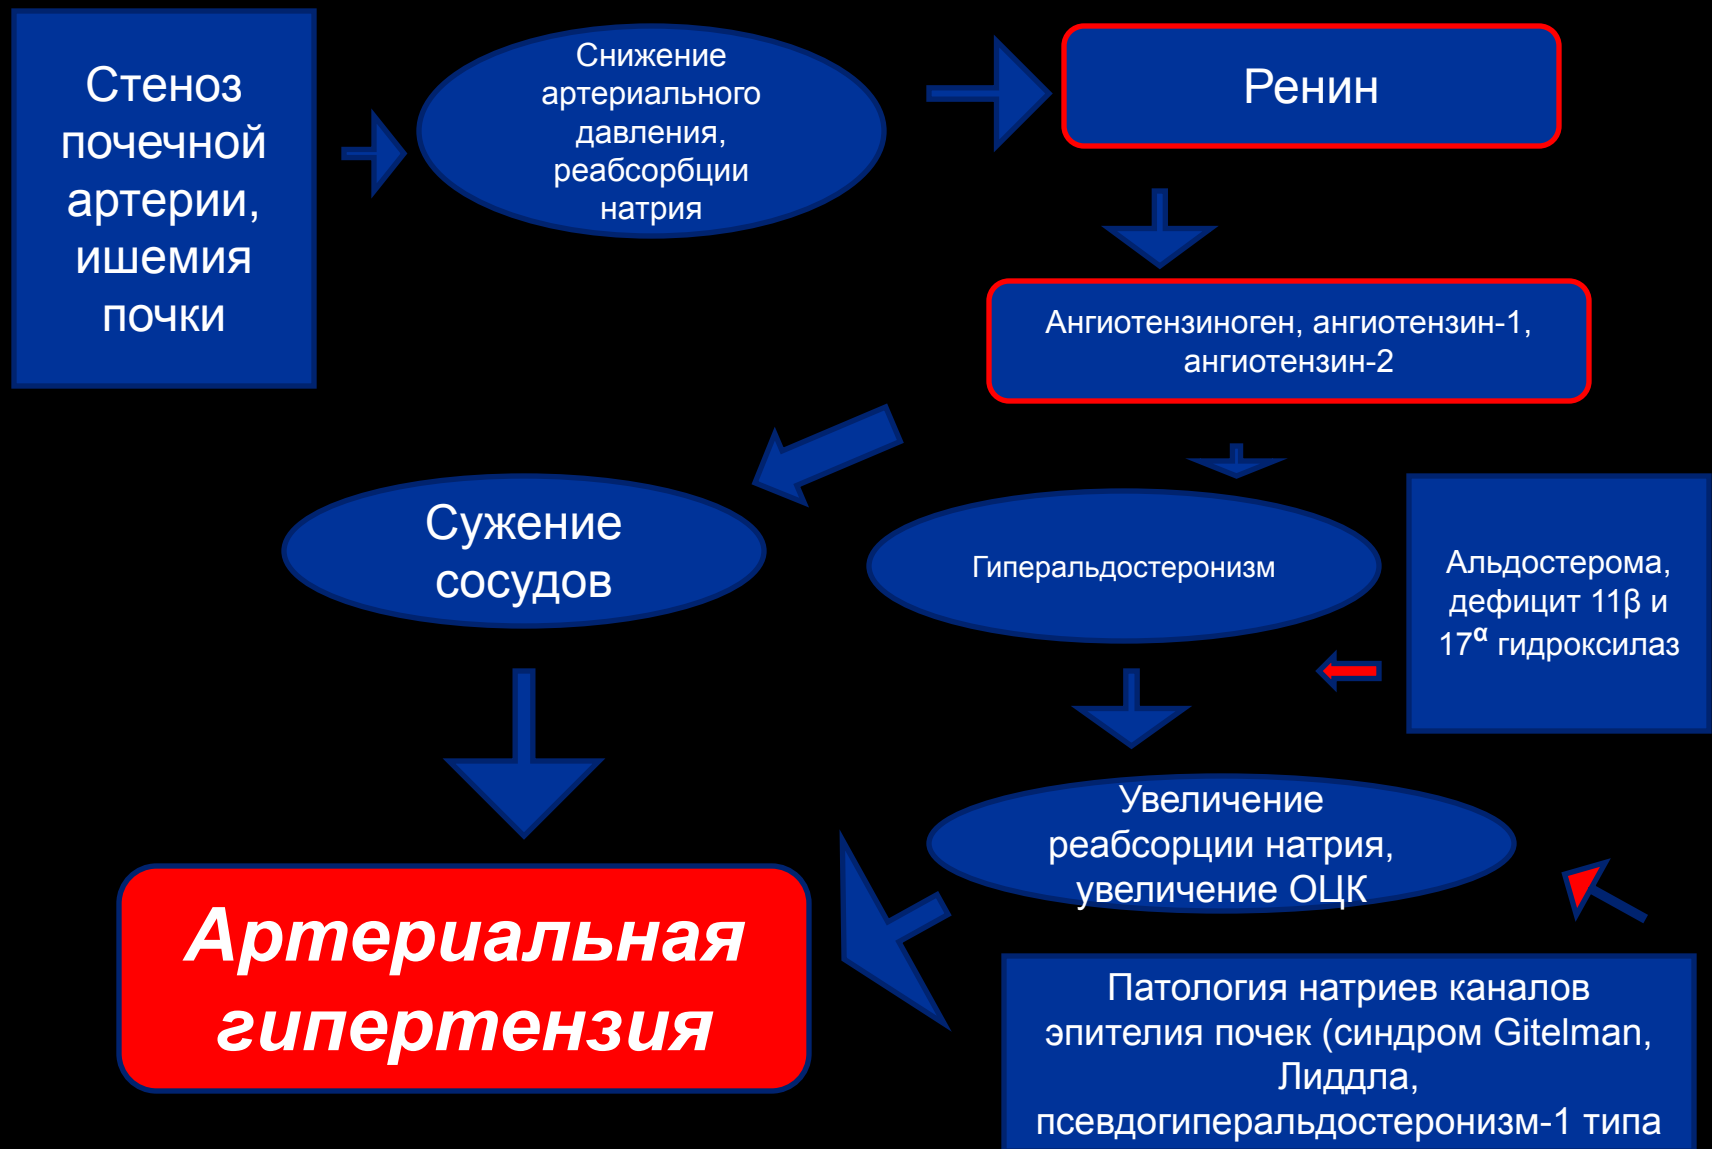 Стеноз
почечной
артерии,
ишемия
почки
Снижение
артериального
давления,
реабсорбции
натрия
Ренин
Ангиотензиноген, ангиотензин-1,
ангиотензин-2
Сужение
сосудов
Гиперальдостеронизм
Альдостерома,
дефицит 11β и
17α гидроксилаз
Увеличение
реабсорции натрия,
увеличение ОЦК
Артериальная
гипертензия
Патология натриев каналов
эпителия почек (синдром Gitelman,
Лиддла,
псевдогиперальдостеронизм-1 типа